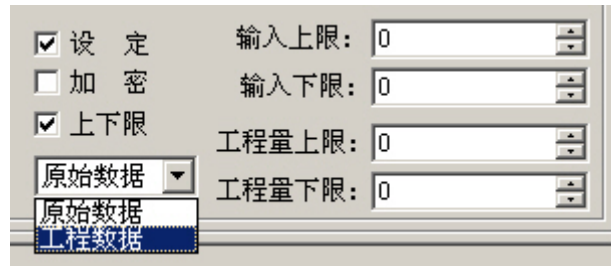 设 定
输入上限: 0
加 密
输入下限: 0
上下限
工程量上限: 0
原始数据
工程量下限: 0
原始数据
工程数据